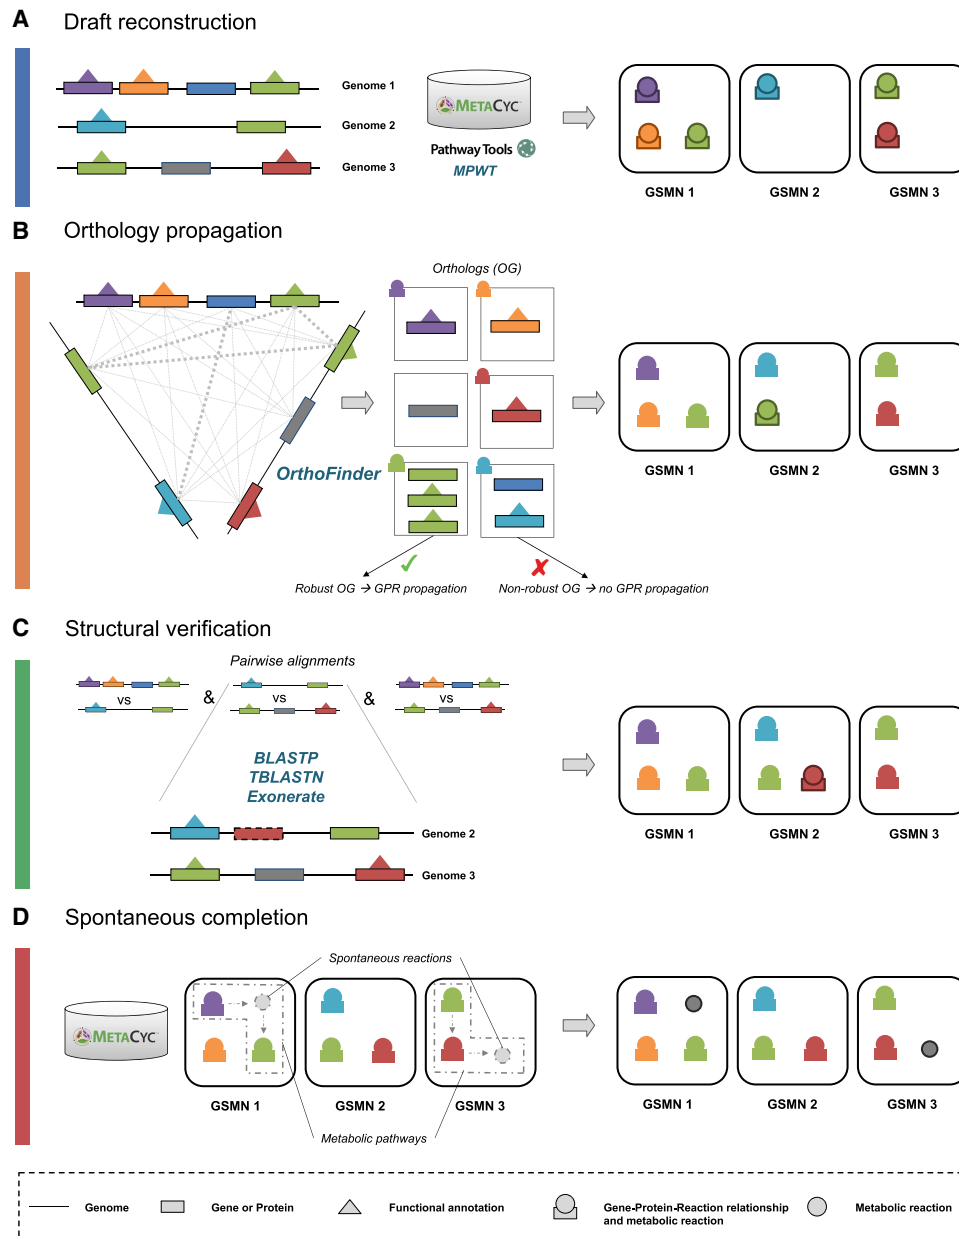 A Draft reconstruction
Genome 1
Genome 2
Genome 3
METACYC
Pathway Tools
MPWT
GSMN 1
GSMN 2
GSMN 3
B Orthology propagation
Orthologs (OG)
OrthoFinder
✓
✗
Robust OG → GPR propagation
Non-robust OG → no GPR propagation
GSMN 1
GSMN 2
GSMN 3
C Structural verification
Pairwise alignments
vs
&
vs
&
vs
BLASTP
TBLASTN
Exonerate
Genome 2
Genome 3
GSMN 1
GSMN 2
GSMN 3
D Spontaneous completion
Spontaneous reactions
METACYC
GSMN 1
GSMN 2
GSMN 3
Metabolic pathways
GSMN 1
GSMN 2
GSMN 3
Genome
Gene or Protein
Functional annotation
Gene-Protein-Reaction relationship
and metabolic reaction
Metabolic reaction